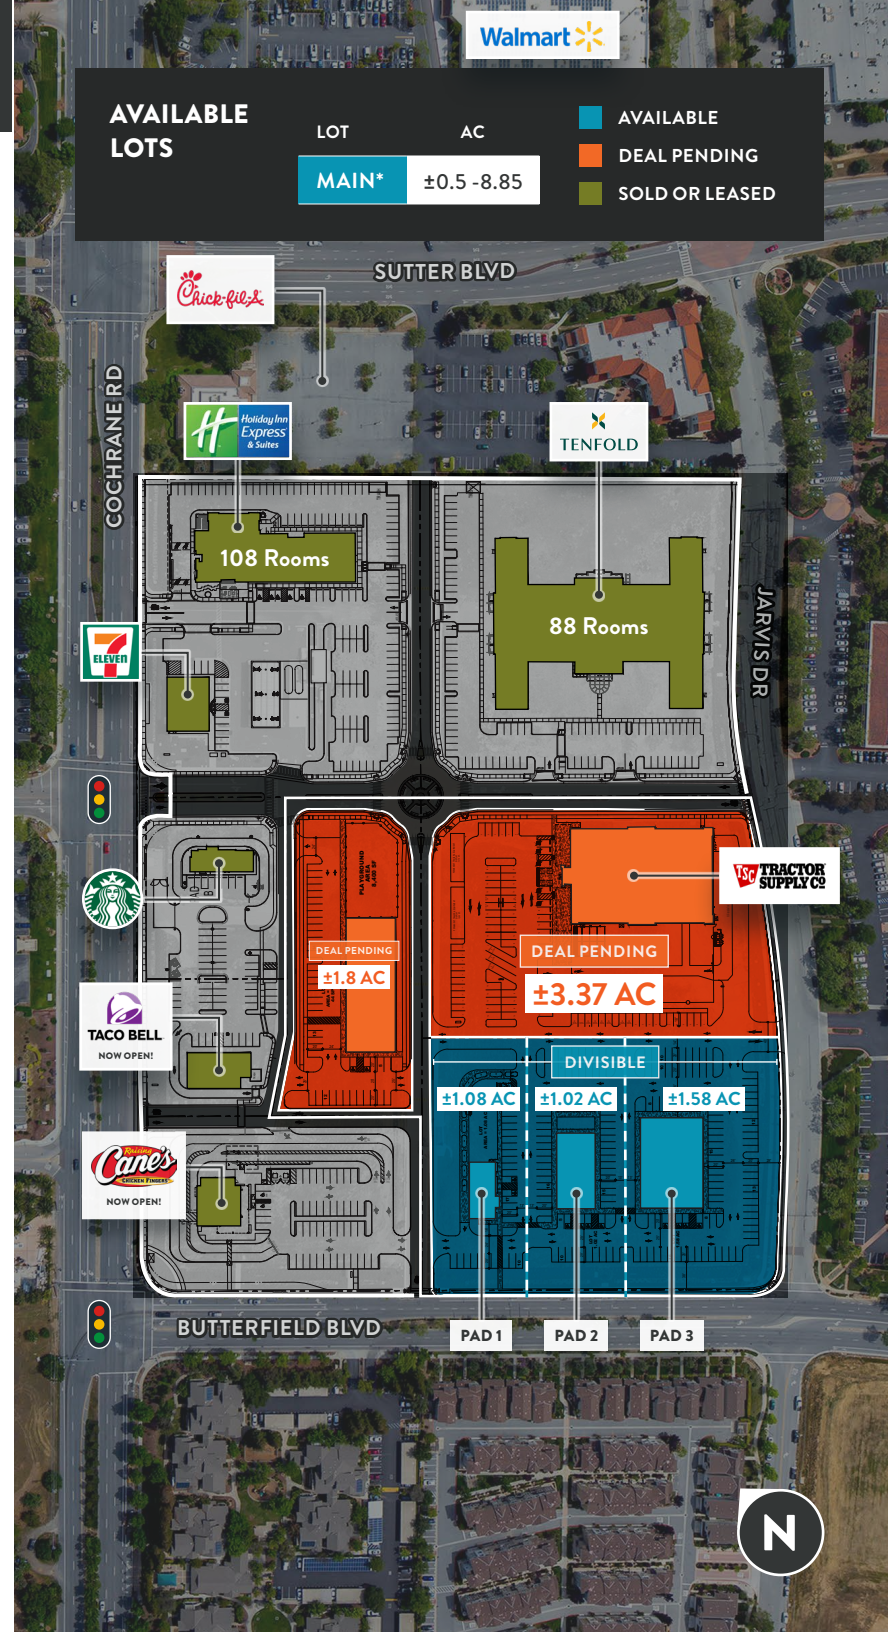 Walmart
AVAILABLE
LOTS
LOT
AC
MAIN*
±0.5 -8.85
AVAILABLE
DEAL PENDING
SOLD OR LEASED
SUTTER BLVD
Chick-fil-A
COCHRANE RD
Holiday Inn
Express
& Suites
TENFOLD
108 Rooms
88 Rooms
JARVIS DR
7
ELEVEN
PLAYGROUND
AREA
TSC TRACTOR
SUPPLY CO
DEAL PENDING
±1.8 AC
DEAL PENDING
±3.37 AC
TACO BELL
NOW OPEN!
DIVISIBLE
±1.08 AC
±1.02 AC
±1.58 AC
Raising
Cane's
CHICKEN FINGERS
NOW OPEN!
BUTTERFIELD BLVD
PAD 1
PAD 2
PAD 3
N